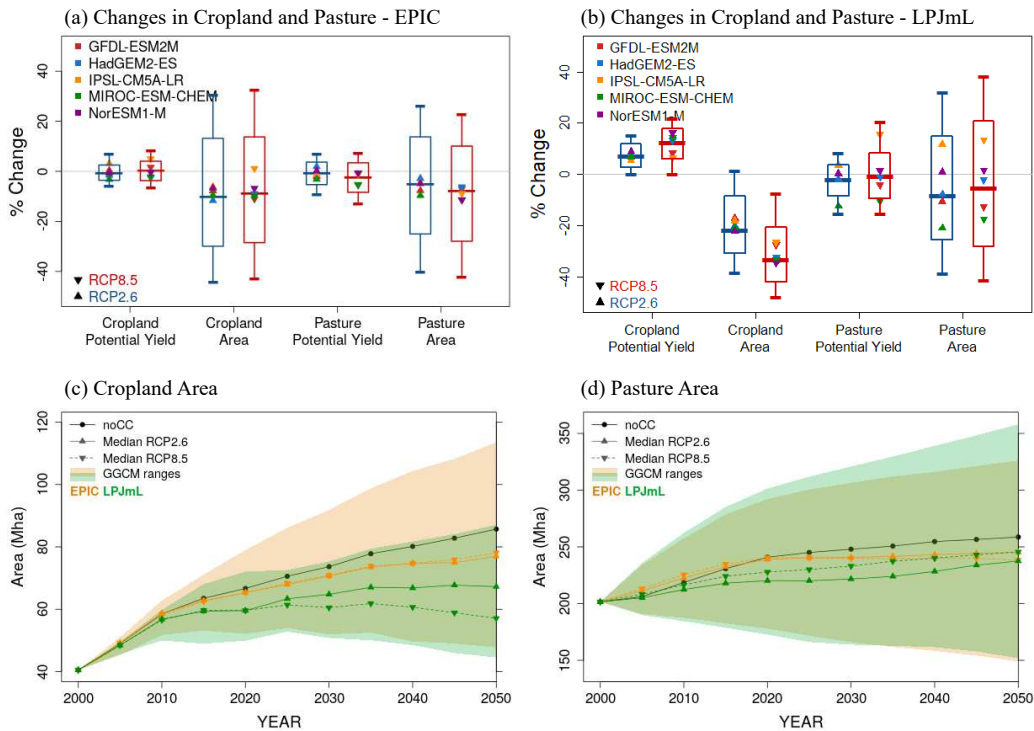 (a) Changes in Cropland and Pasture - EPIC
GFDL-ESM2M
HadGEM2-ES
IPSL-CM5A-LR
MIROC-ESM-CHEM
NorESM1-M
% Change
40
20
0
20
40
RCP8.5
RCP2.6
Cropland
Potential Yield
Cropland
Area
Pasture
Potential Yield
Pasture
Area
(b) Changes in Cropland and Pasture - LPJmL
GFDL-ESM2M
HadGEM2-ES
IPSL-CM5A-LR
MIROC-ESM-CHEM
NorESM1-M
% Change
40
20
0
-20
-40
RCP8.5
RCP2.6
Cropland
Potential Yield
Cropland
Area
Pasture
Potential Yield
Pasture
Area
(c) Cropland Area
noCC
Median RCP2.6
Median RCP8.5
GGCM ranges
EPIC LPJmL
Area (Mha)
120
100
80
60
40
2000 2010 2020 2030 2040 2050
YEAR
(d) Pasture Area
noCC
Median RCP2.6
Median RCP8.5
GGCM ranges
EPIC LPJmL
Area (Mha)
350
300
250
200
150
2000 2010 2020 2030 2040 2050
YEAR